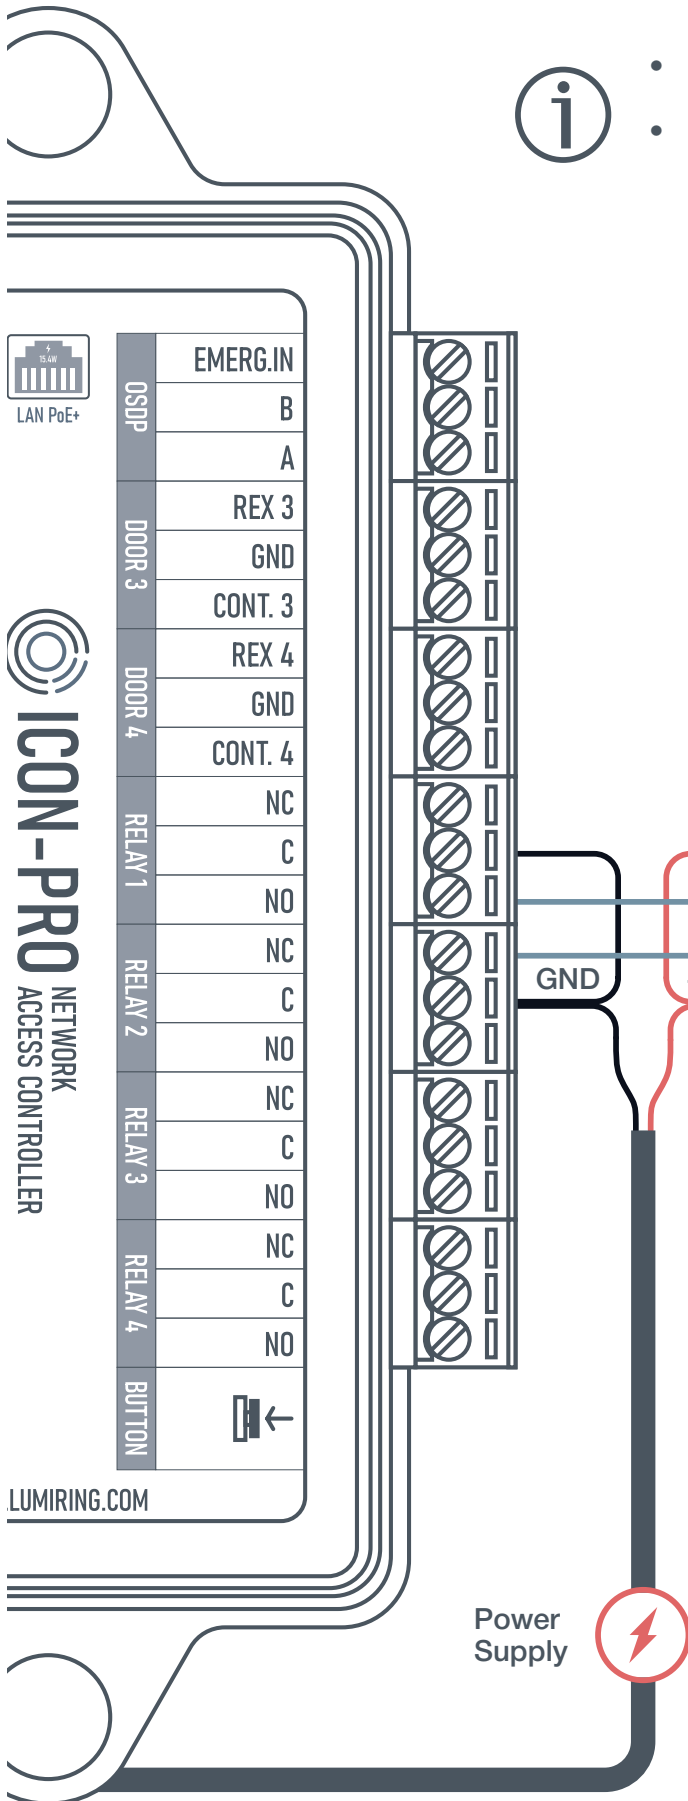 15.4W
LAN PoE+
OSDP
EMERG.IN
B
A
DOOR 3
REX 3
GND
CONT. 3
DOOR 4
REX 4
GND
CONT. 4
RELAY 1
NC
C
NO
RELAY 2
NC
C
NO
RELAY 3
NC
C
NO
RELAY 4
NC
C
NO
BUTTON
ICON-PRO
NETWORK
ACCESS CONTROLLER
.LUMIRING.COM
i
GND
Power
Supply